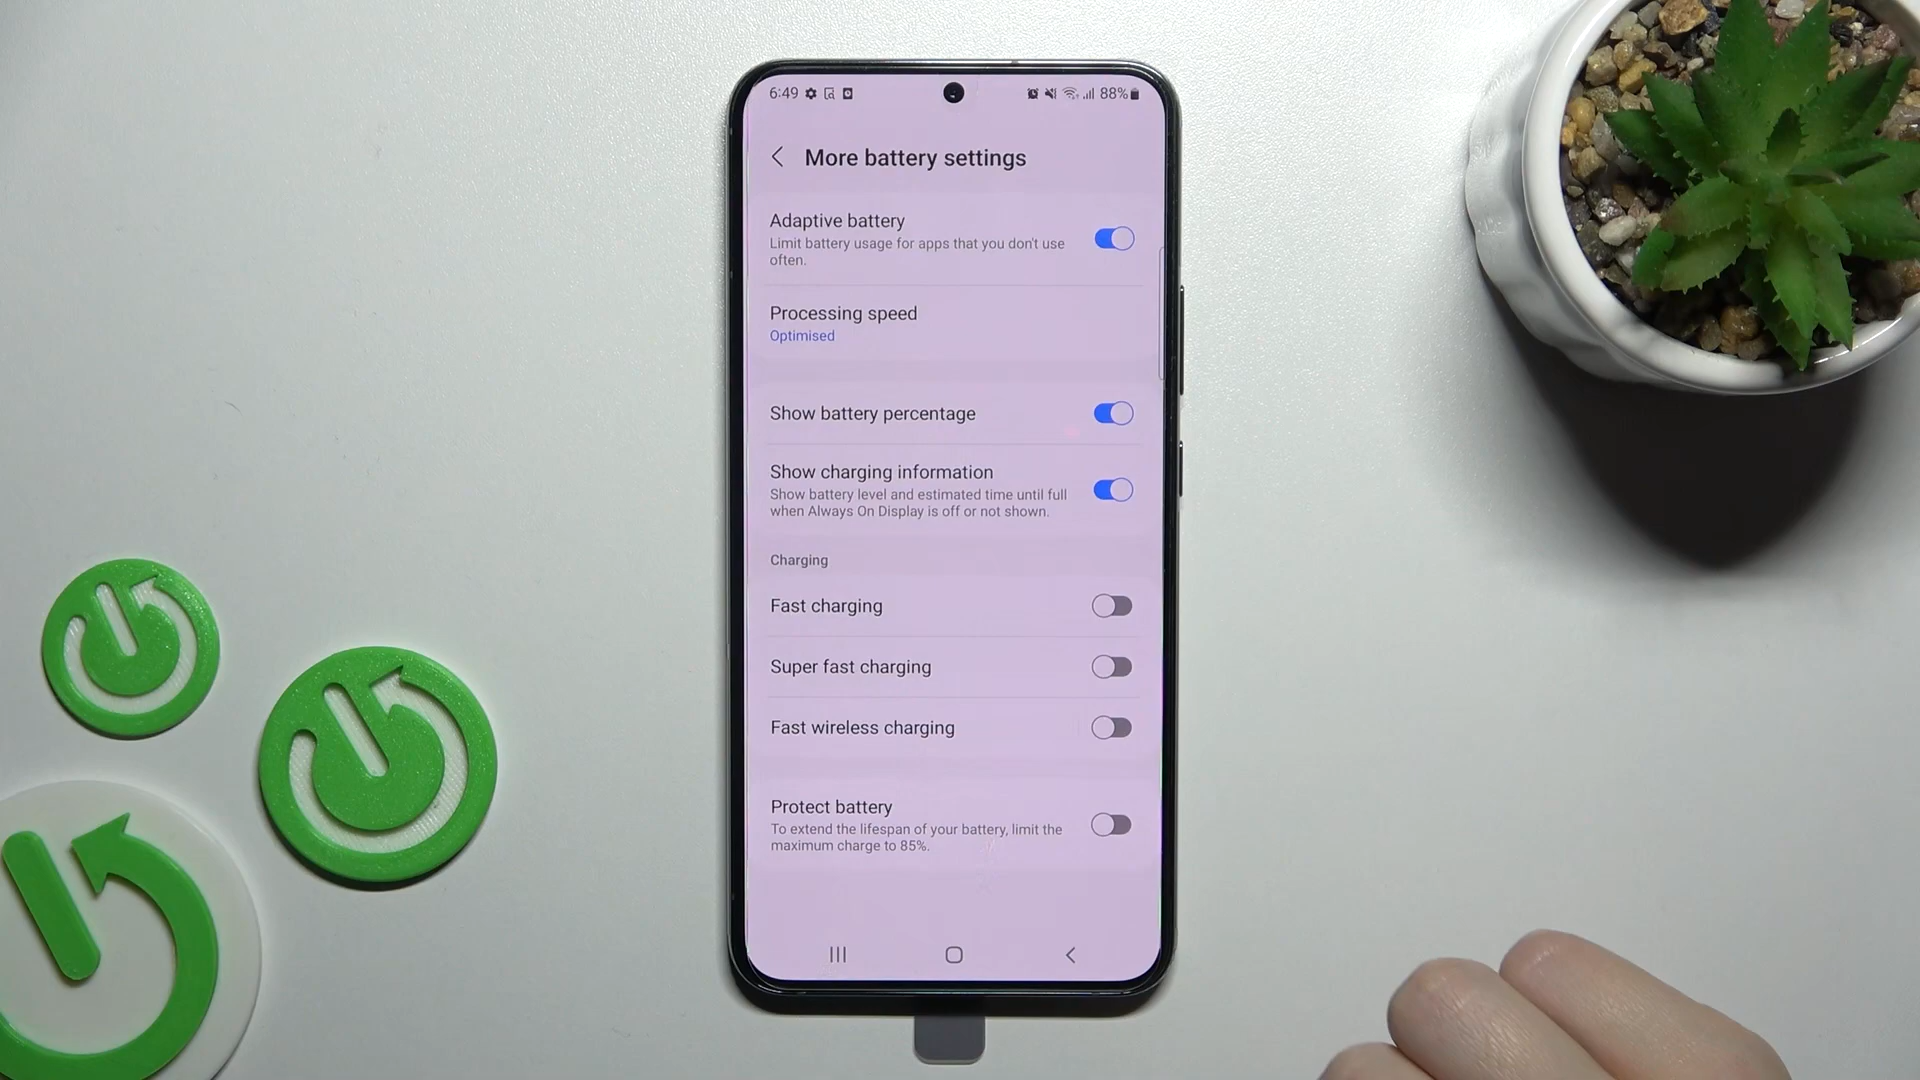 6:49 88%
More battery settings
Adaptive battery
Limit battery usage for apps that you don't use
often.
Processing speed
Optimised
Show battery percentage
Show charging information
Show battery level and estimated time until full
when Always On Display is off or not shown.
Charging
Fast charging
Super fast charging
Fast wireless charging
Protect battery
To extend the lifespan of your battery, limit the
maximum charge to 85%.